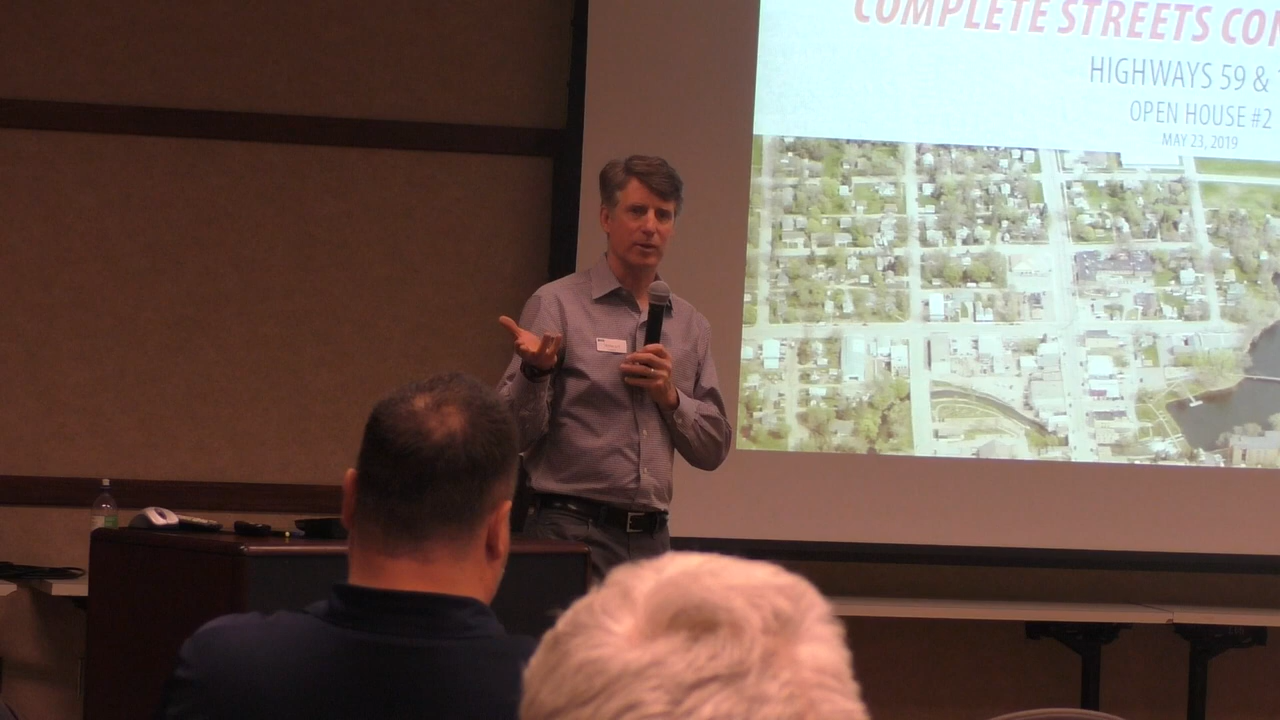 COMPLETE STREETS CO
HIGHWAYS 59 &
OPEN HOUSE #2
MAY 23, 2019